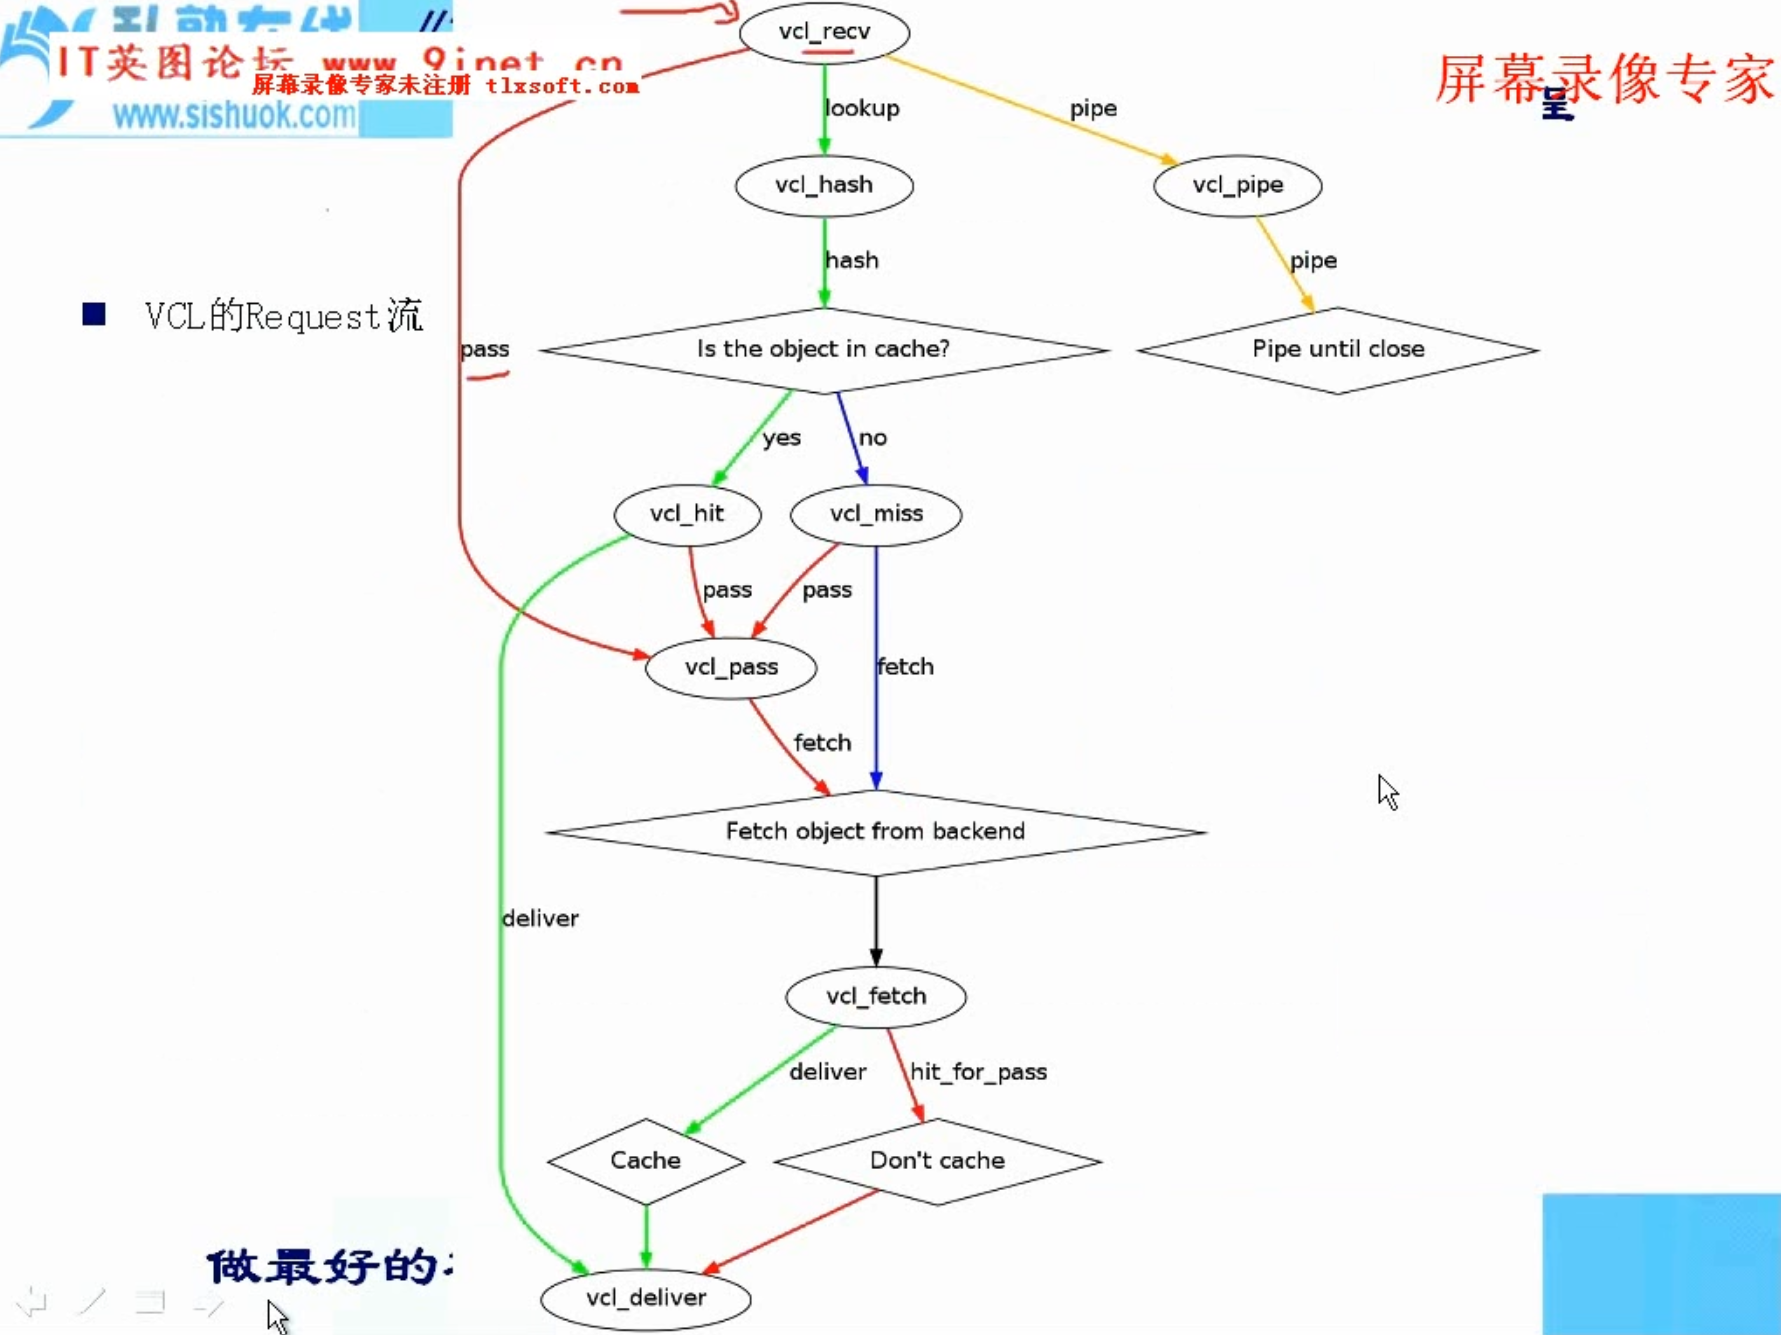 vcl_recv
IT英图论坛 www.9inet.cn
屏幕录像专家未注册 tlxsoft.com
屏幕录像专家
www.sishuok.com
lookup
pipe
vcl_hash
vcl_pipe
hash
pipe
VCL的Request流
pass
Is the object in cache?
Pipe until close
yes
no
vcl_hit
vcl_miss
pass
pass
vcl_pass
fetch
fetch
Fetch object from backend
deliver
vcl_fetch
deliver
hit_for_pass
Cache
Don't cache
做最好的
vcl_deliver